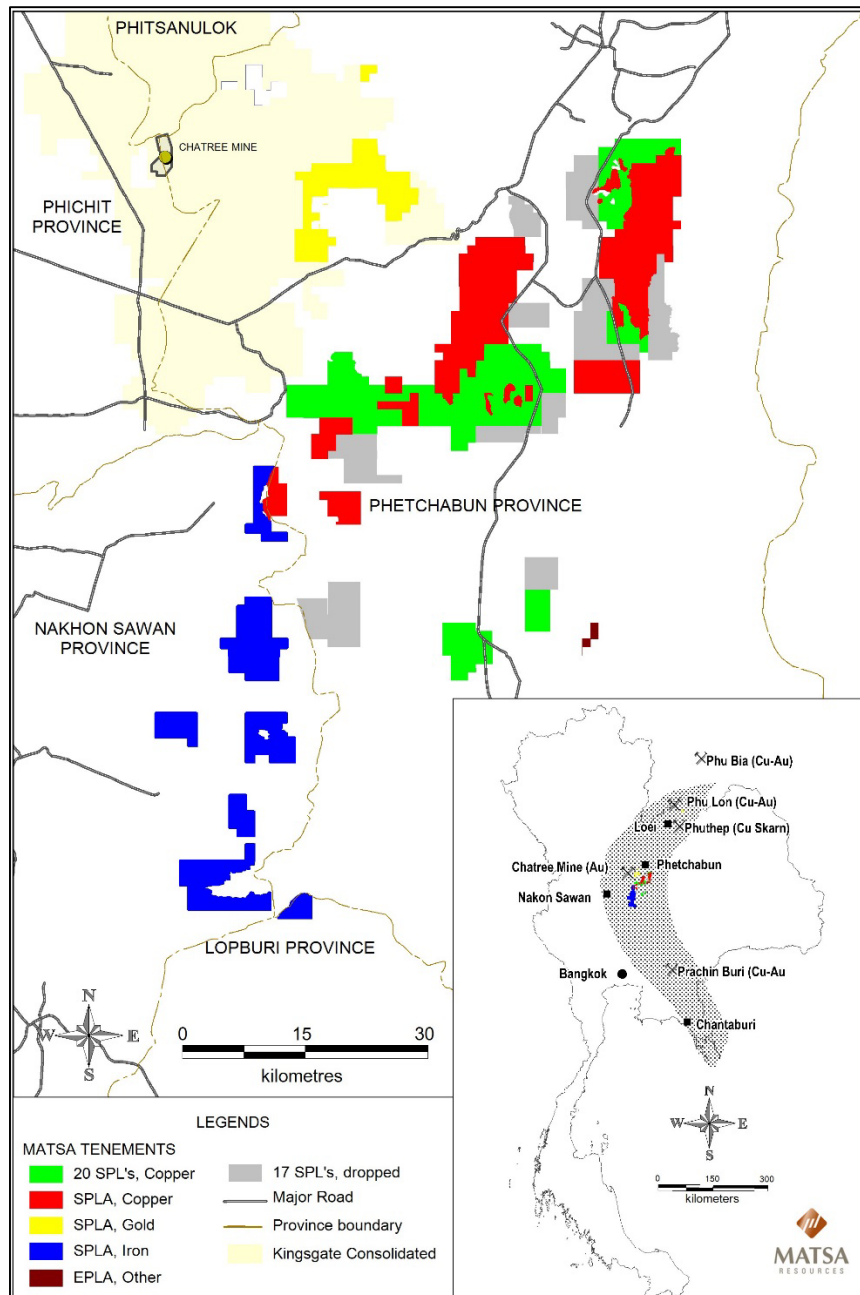 PHITSANULOK
CHATREE MINE
PHICHIT
PROVINCE
PHETCHABUN PROVINCE
NAKHON SAWAN
PROVINCE
LOPBURI PROVINCE
N
W E
S
0 15 30
kilometres
Phu Bia (Cu-Au)
Phu Lon (Cu-Au)
Loei
Phuthep (Cu Skarn)
Chatree Mine (Au)
Phetchabun
Nakon Sawan
Prachin Buri (Cu-Au
Bangkok
Chantaburi
N
W E
S
0 150 300
kilometers
MATSA
RESOURCES
LEGENDS
MATSA TENEMENTS
20 SPL's, Copper
SPLA, Copper
SPLA, Gold
SPLA, Iron
EPLA, Other
17 SPL's, dropped
Major Road
Province boundary
Kingsgate Consolidated